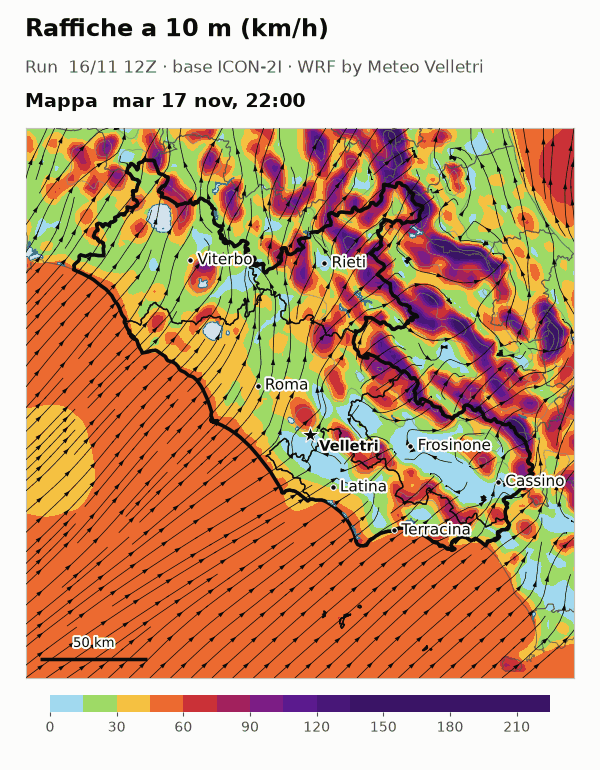 Raffiche a 10 m (km/h)
Run 16/11 12Z · base ICON-2I · WRF by Meteo Velletri
Mappa mar 17 nov, 22:00
Viterbo
Rieti
Roma
Velletri
Frosinone
Cassino
Latina
Terracina
50 km
0 30 60 90 120 150 180 210